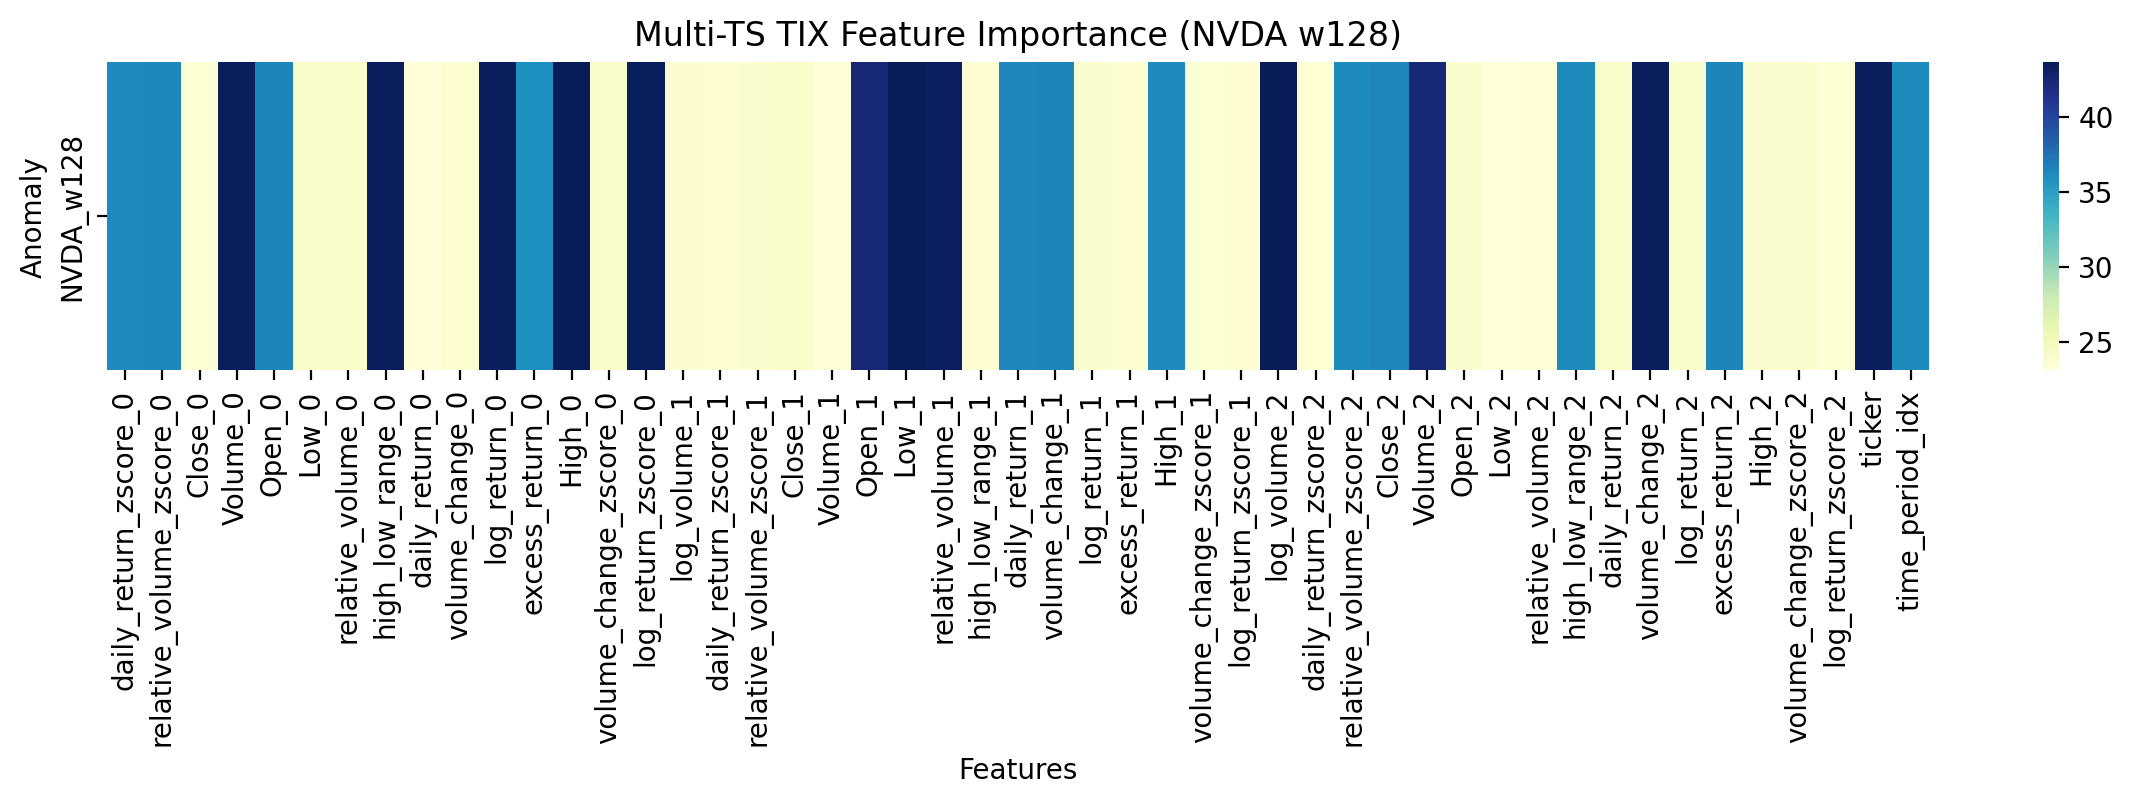 Multi-TS TIX Feature Importance (NVDA w128)
Anomaly
NVDA_w128
40
35
30
25
daily_return_zscore_0
relative_volume_zscore_0
Close_0
Volume_0
Open_0
Low_0
relative_volume_0
high_low_range_0
daily_return_0
volume_change_0
log_return_0
excess_return_0
High_0
volume_change_zscore_0
log_return_zscore_0
log_volume_1
daily_return_zscore_1
relative_volume_zscore_1
Close_1
Volume_1
Open_1
Low_1
relative_volume_1
high_low_range_1
daily_return_1
volume_change_1
log_return_1
excess_return_1
High_1
volume_change_zscore_1
log_return_zscore_1
log_volume_2
daily_return_zscore_2
relative_volume_zscore_2
Close_2
Volume_2
Open_2
Low_2
relative_volume_2
high_low_range_2
daily_return_2
volume_change_2
log_return_2
excess_return_2
High_2
volume_change_zscore_2
log_return_zscore_2
ticker
time_period_idx
Features